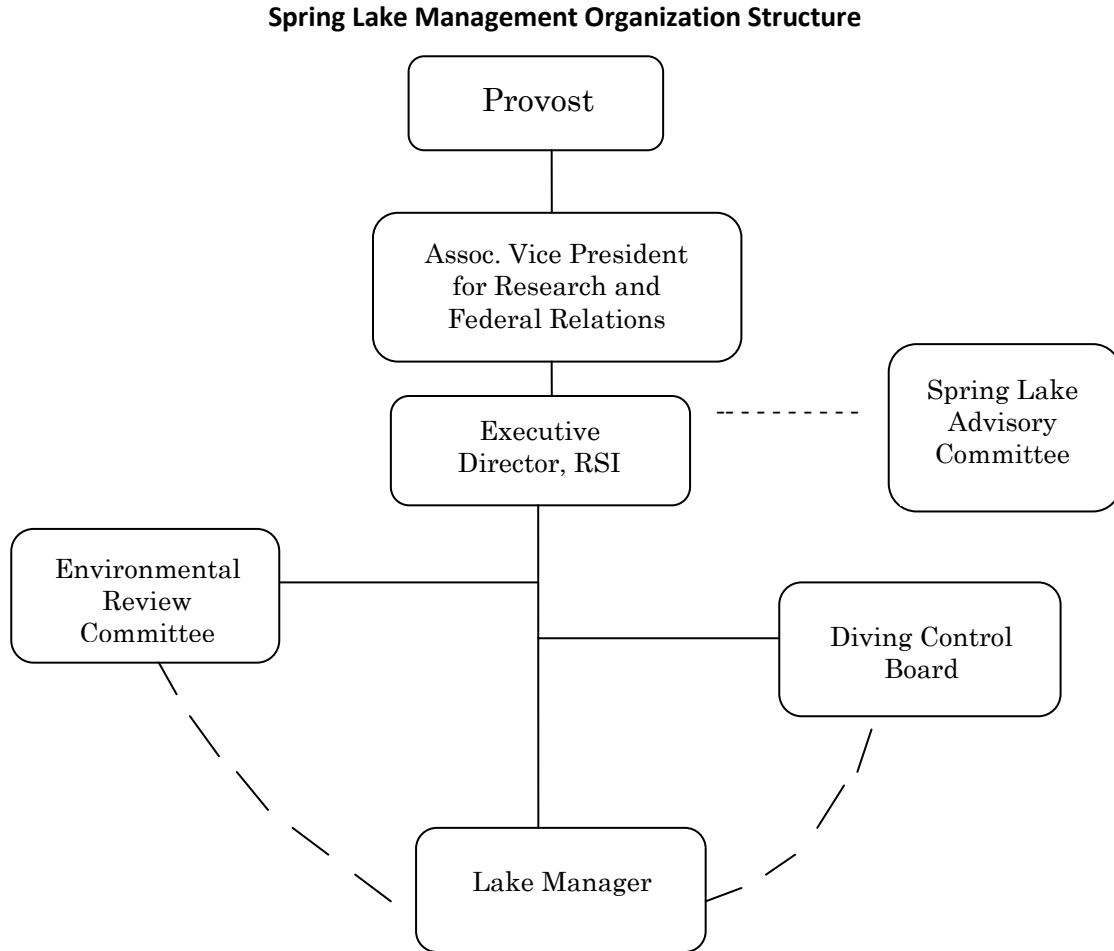 Spring Lake Management Organization Structure
Provost
Assoc. Vice President
for Research and
Federal Relations
Spring Lake
Advisory
Committee
Executive
Director, RSI
Environmental
Review
Committee
Diving Control
Board
Lake Manager